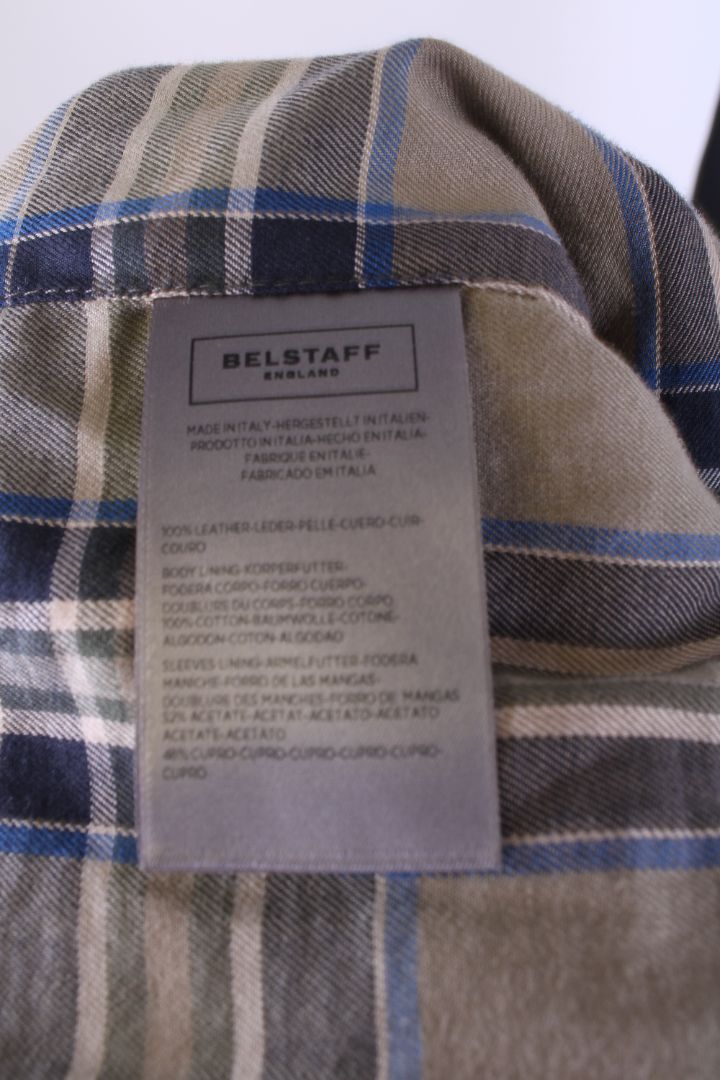 BELSTAFF
ENGLAND
MADE IN ITALY-HERGESTELLT IN ITALIEN-
PRODOTTO IN ITALIA-HECHO EN ITALIA-
FABRIQUE EN ITALIE-
FABRICADO EM ITALIA
100% LEATHER-LEDER-PELLE-CUERO-CUIR-
COURO
BODY LINING-KORPERFUTTER-
FODERA CORPO-FORRO CUERPO-
DOUBLURE DU CORPS-FORRO CORPO
100% COTTON-BAUMWOLLE-COTONE-
ALGODON-COTON-ALGODAO
SLEEVES LINING-ARMELFUTTER-FODERA
MANICHE-FORRO DE LAS MANGAS-
DOUBLURE DES MANCHES-FORRO DE MANGAS
52% ACETATE-ACETAT-ACETATO-ACETATO
ACETATE-ACETATO
48% CUPRO-CUPRO-CUPRO-CUPRO-CUPRO-
CUPRO